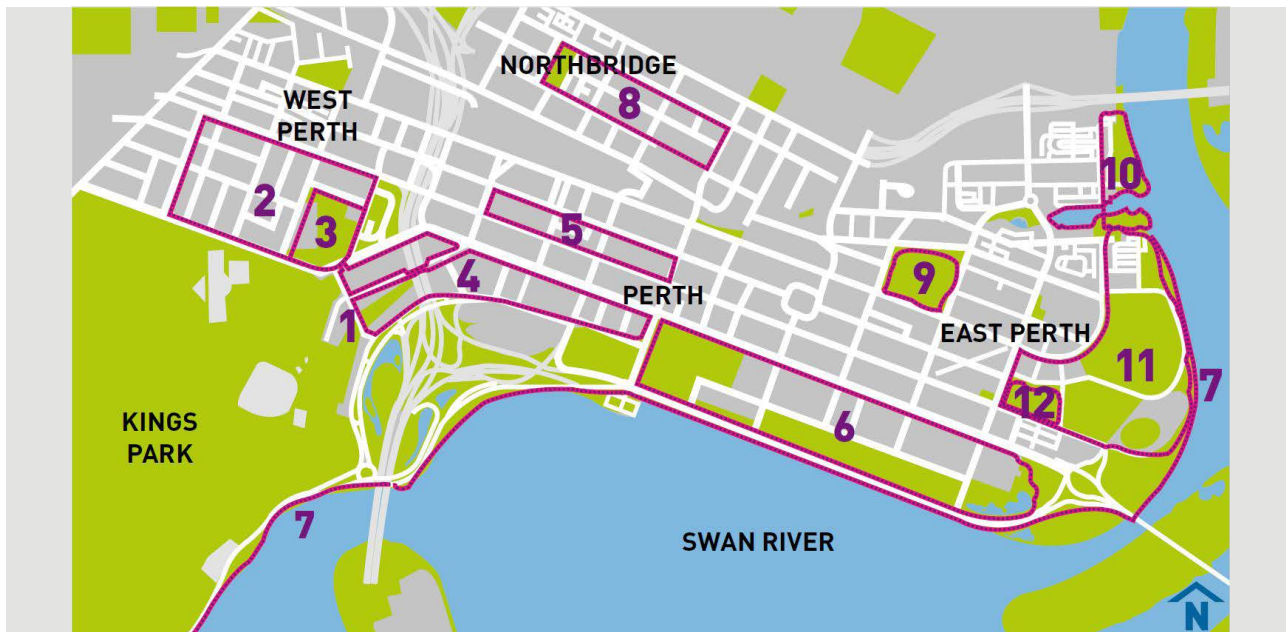 NORTHBRIDGE
8
WEST
PERTH
2
3
10
5
9
4
PERTH
1
EAST PERTH
11
7
12
6
KINGS
PARK
7
SWAN RIVER
N